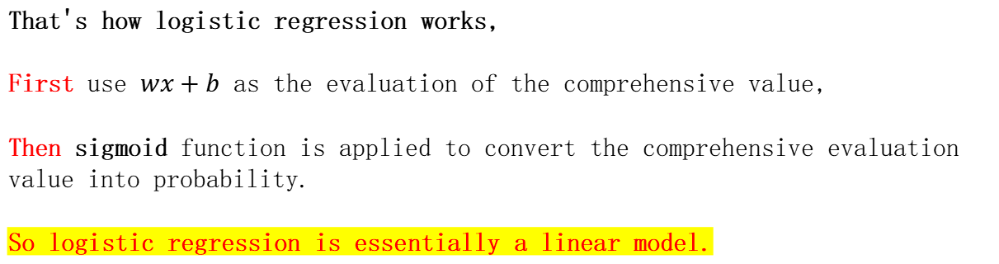 That's how logistic regression works,
First use wx + b as the evaluation of the comprehensive value,
Then sigmoid function is applied to convert the comprehensive evaluation
value into probability.
So logistic regression is essentially a linear model.